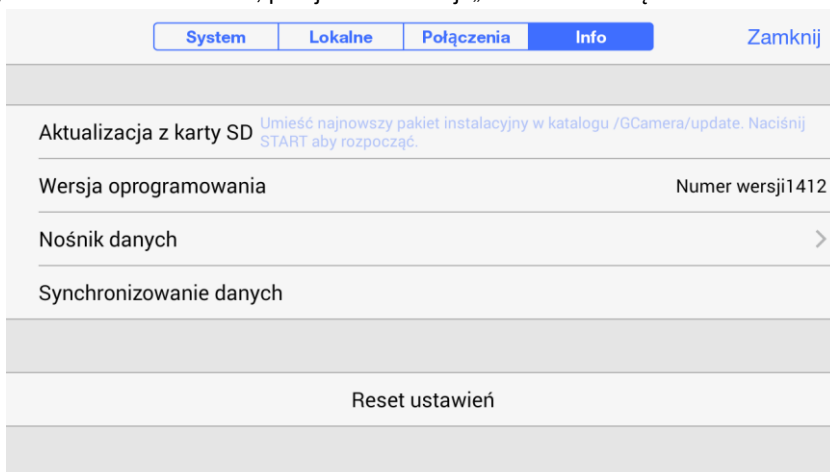 System Lokalne Połączenia Info Zamknij
Aktualizacja z karty SD Umieść najnowszy pakiet instalacyjny w katalogu /GCamera/update. Naciśnij
START aby rozpocząć.
Wersja oprogramowania Numer wersji1412
Nośnik danych
Synchronizowanie danych
Reset ustawień